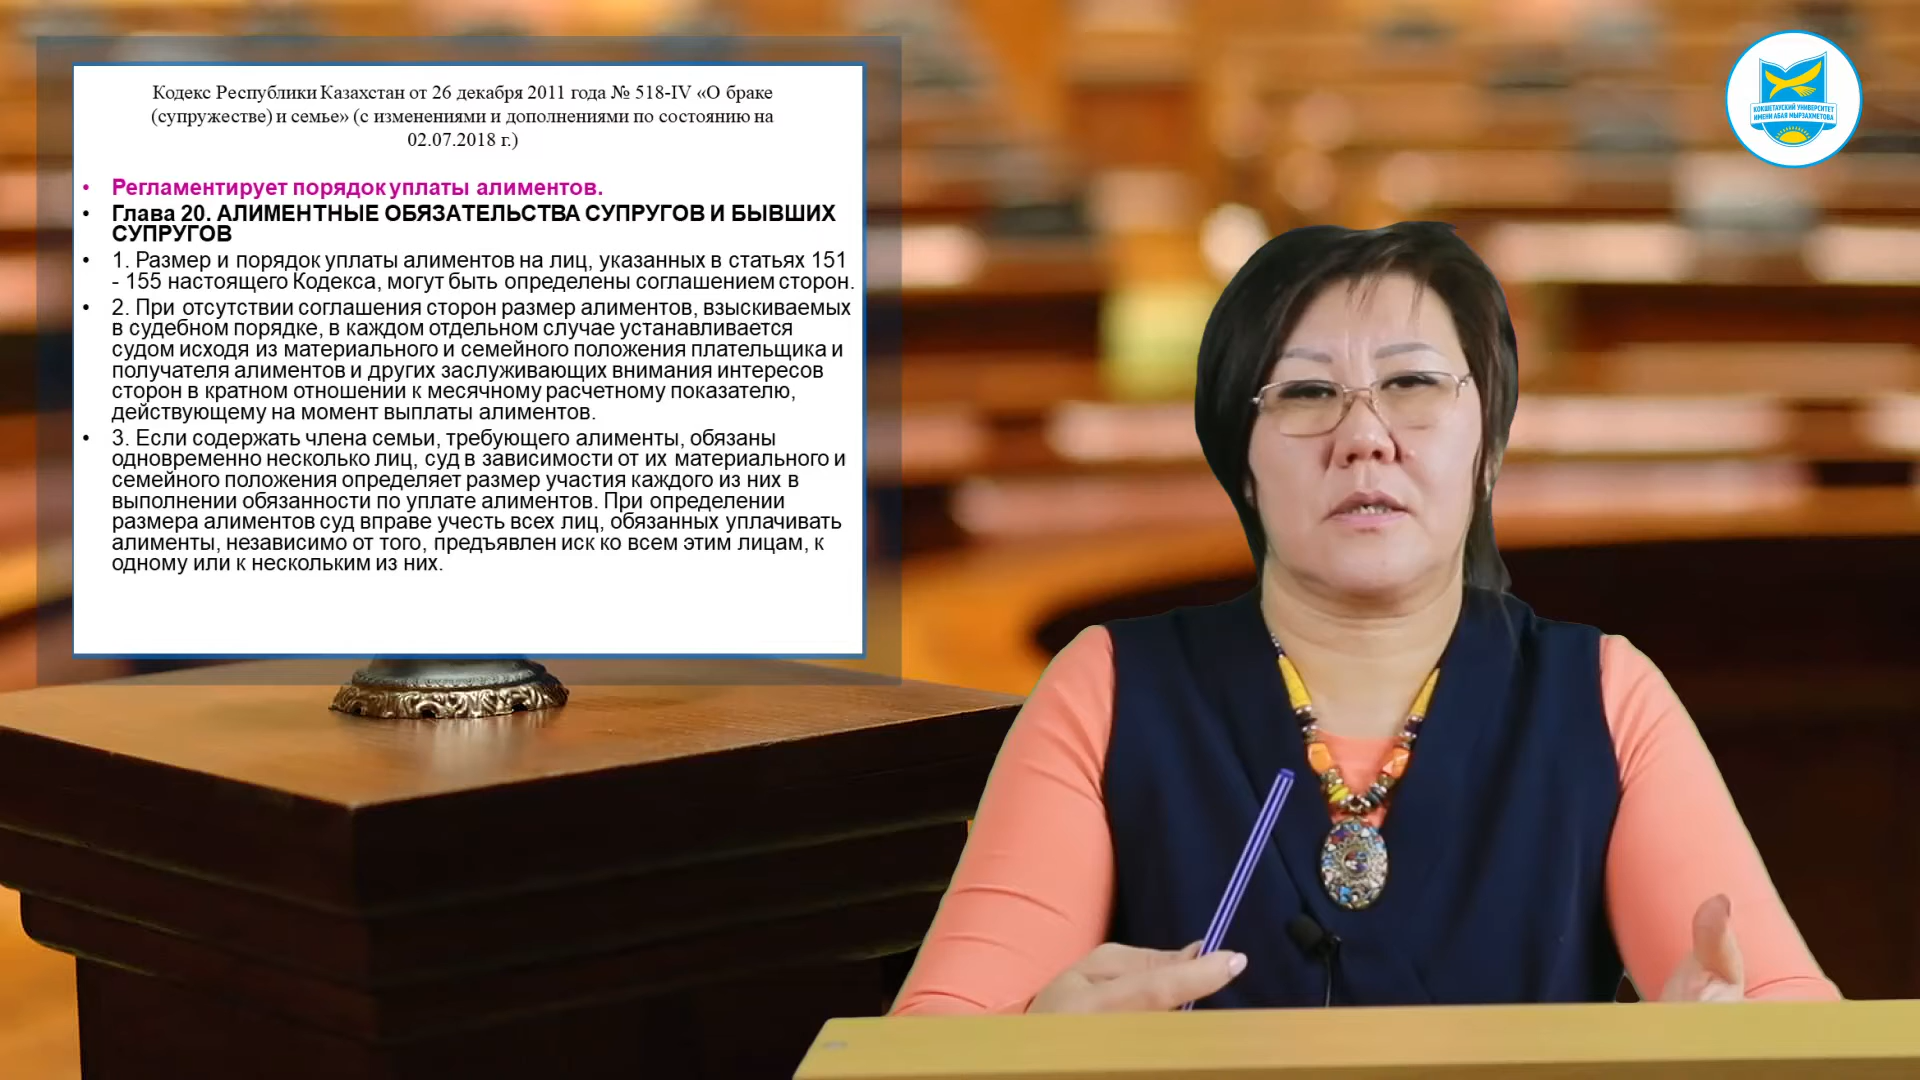 Кодекс Республики Казахстан от 26 декабря 2011 года № 518-IV «О браке
(супружестве) и семье» (с изменениями и дополнениями по состоянию на
02.07.2018 г.)
• Регламентирует порядок уплаты алиментов.
• Глава 20. АЛИМЕНТНЫЕ ОБЯЗАТЕЛЬСТВА СУПРУГОВ И БЫВШИХ
СУПРУГОВ
• 1. Размер и порядок уплаты алиментов на лиц, указанных в статьях 151
- 155 настоящего Кодекса, могут быть определены соглашением сторон.
• 2. При отсутствии соглашения сторон размер алиментов, взыскиваемых
в судебном порядке, в каждом отдельном случае устанавливается
судом исходя из материального и семейного положения плательщика и
получателя алиментов и других заслуживающих внимания интересов
сторон в кратном отношении к месячному расчетному показателю,
действующему на момент выплаты алиментов.
• 3. Если содержать члена семьи, требующего алименты, обязаны
одновременно несколько лиц, суд в зависимости от их материального и
семейного положения определяет размер участия каждого из них в
выполнении обязанности по уплате алиментов. При определении
размера алиментов суд вправе учесть всех лиц, обязанных уплачивать
алименты, независимо от того, предъявлен иск ко всем этим лицам, к
одному или к нескольким из них.
КОКШЕТАУСКИЙ УНИВЕРСИТЕТ
ИМЕНИ АБАЯ МЫРЗАХМЕТОВА